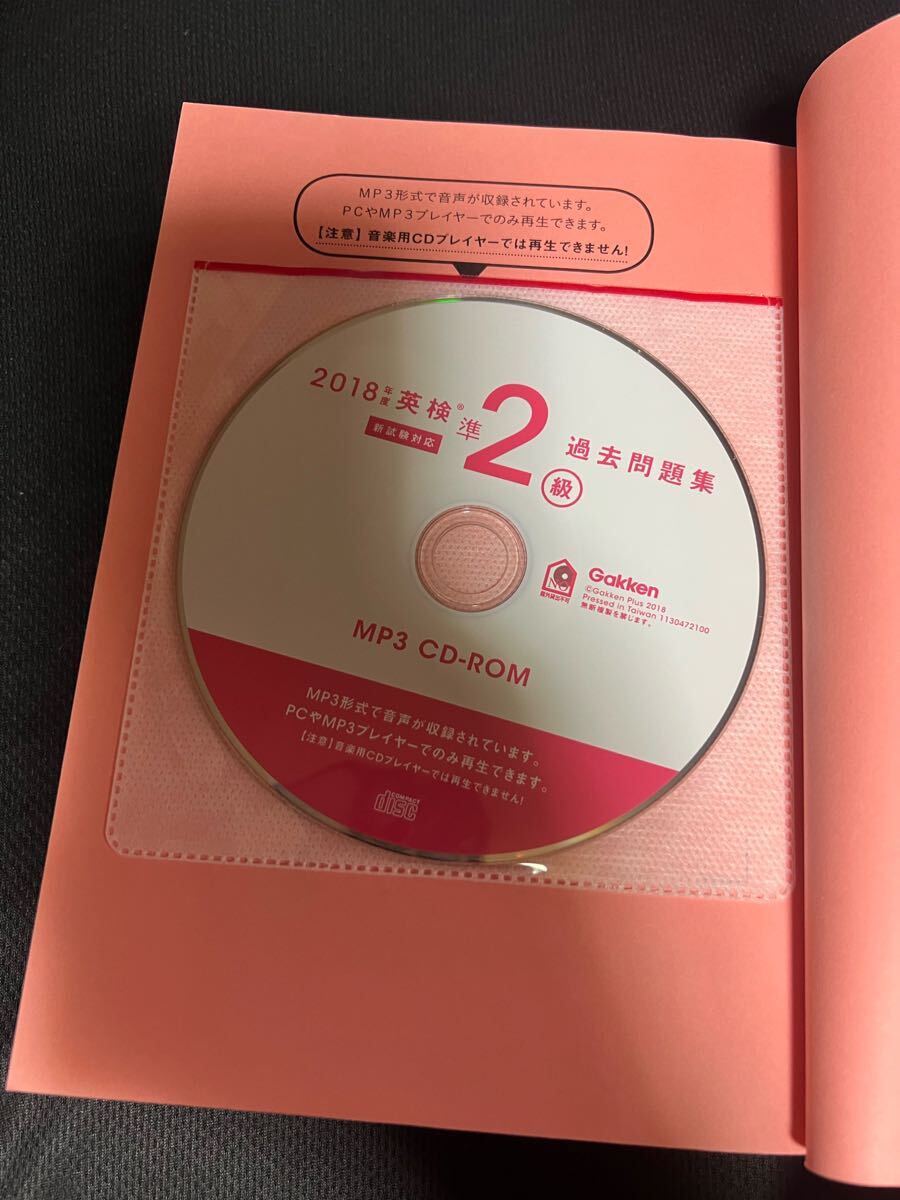 MP3形式で音声が収録されています。
PCやMP3プレイヤーでのみ再生できます。
【注意】音楽用CDプレイヤーでは再生できません!
2018年度 英検® 準2級 過去問題集
新試験対応
NO
館外貸出不可
Gakken
©Gakken Plus 2018
Pressed in Taiwan 1130472100
無断複製を禁じます。
MP3 CD-ROM
MP3形式で音声が収録されています。
PCやMP3プレイヤーでのみ再生できます。
【注意】音楽用CDプレイヤーでは再生できません!
COMPACT
disc